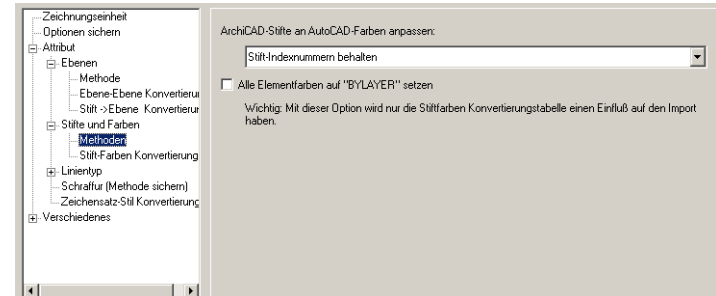 Zeichnungseinheit
Optionen sichern
Attribut
Ebenen
Methode
Ebene-Ebene Konvertierun
Stift ->Ebene Konvertierur
Stifte und Farben
Methoden
Stift-Farben Konvertierung
Linientyp
Schraffur (Methode sichern)
Zeichensatz-Stil Konvertierung
Verschiedenes
ArchiCAD-Stifte an AutoCAD-Farben anpassen:
Stift-Indexnummern behalten
Alle Elementfarben auf "BYLAYER" setzen
Wichtig: Mit dieser Option wird nur die Stiftfarben Konvertierungstabelle einen Einfluß auf den Import
haben.